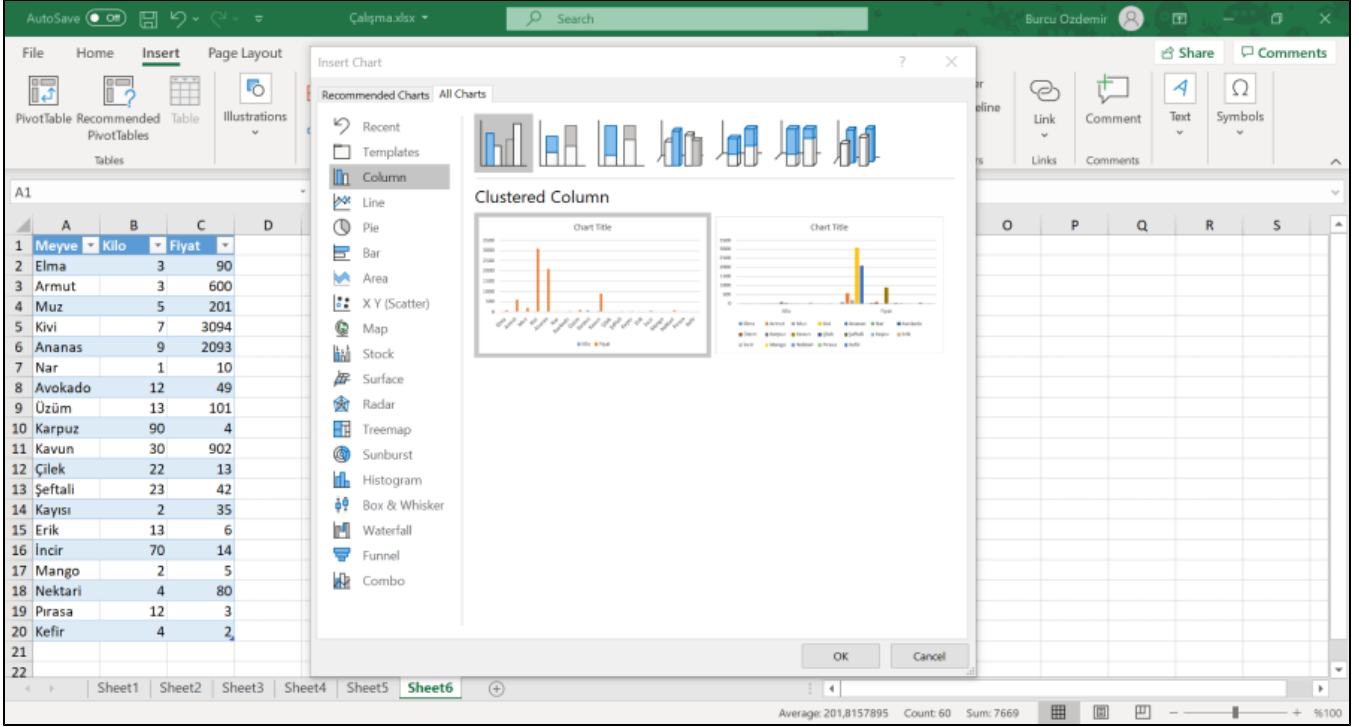 AutoSave Off Çalışma.xlsx Search Burcu Ozdemir
File Home Insert Page Layout Share Comments
PivotTable Recommended PivotTables Table Illustrations Link Comment Text Symbols
Tables Links Comments
A1
Insert Chart ?
Recommended Charts All Charts
Recent
Templates
Column
Line
Pie
Bar
Area
X Y (Scatter)
Map
Stock
Surface
Radar
Treemap
Sunburst
Histogram
Box & Whisker
Waterfall
Funnel
Combo
Clustered Column
Chart Title Chart Title
OK Cancel
A B C D O P Q R S
1 Meyve Kilo Fiyat
2 Elma 3 90
3 Armut 3 600
4 Muz 5 201
5 Kivi 7 3094
6 Ananas 9 2093
7 Nar 1 10
8 Avokado 12 49
9 Üzüm 13 101
10 Karpuz 90 4
11 Kavun 30 902
12 Çilek 22 13
13 Şeftali 23 42
14 Kayısı 2 35
15 Erik 13 6
16 İncir 70 14
17 Mango 2 5
18 Nektari 4 80
19 Pırasa 12 3
20 Kefir 4 2
21
22
Sheet1 Sheet2 Sheet3 Sheet4 Sheet5 Sheet6
Average: 201,8157895 Count: 60 Sum: 7669 %100